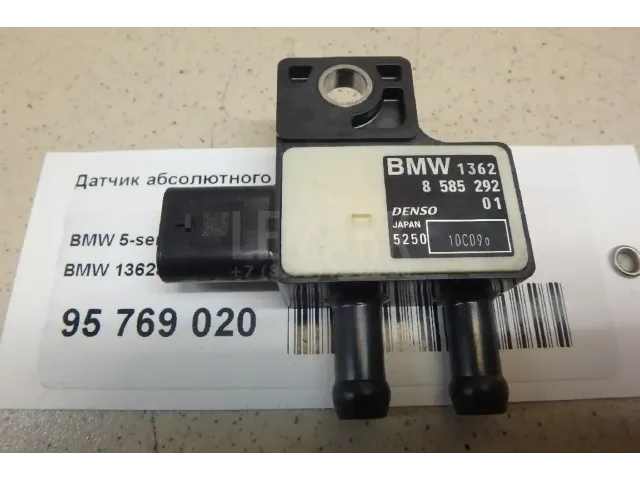 BMW 1362
8 585 292
01
DENSO
JAPAN
5250 10C09o
Датчик абсолютного
BMW 5-se
BMW 1362
95 769 020